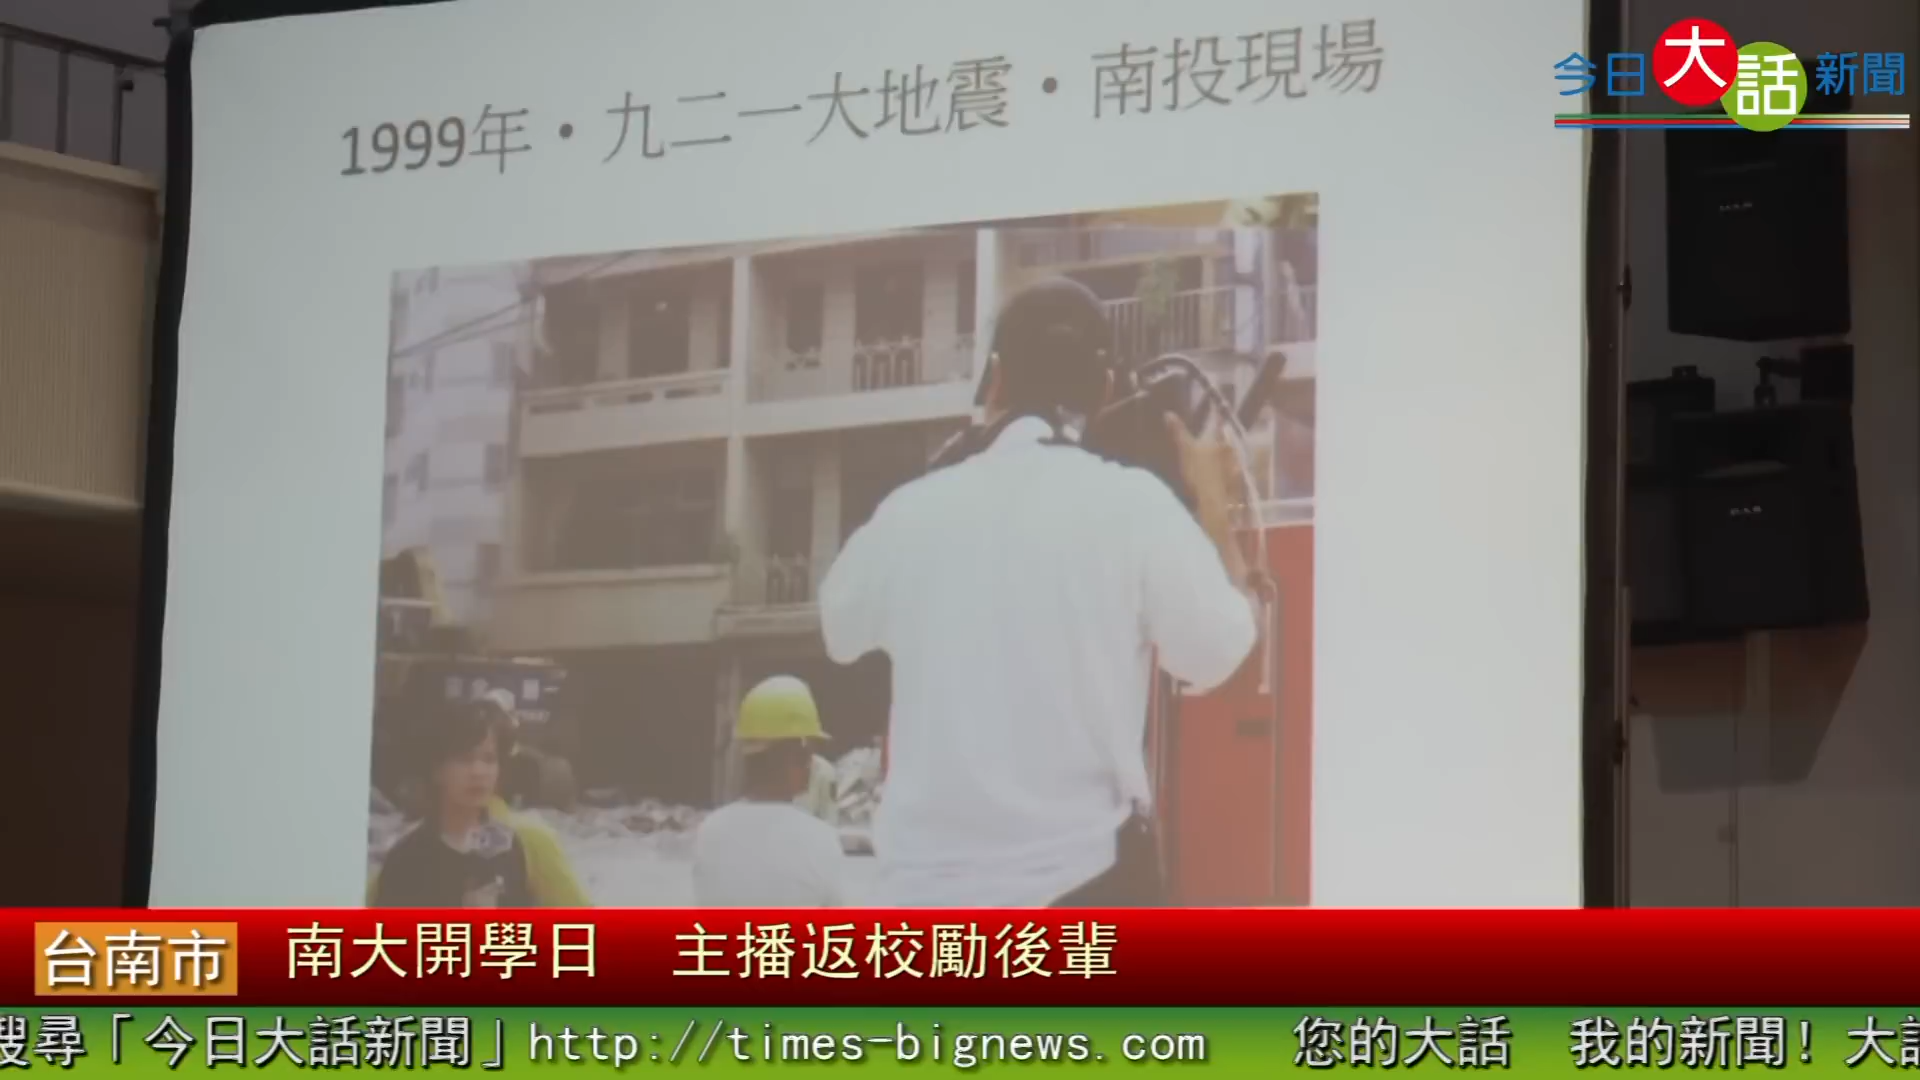 1999年・九二一大地震・南投現場
今日大話新聞
台南市
南大開學日 主播返校勵後輩
搜尋「今日大話新聞」http://times-bignews.com 您的大話 我的新聞！大話